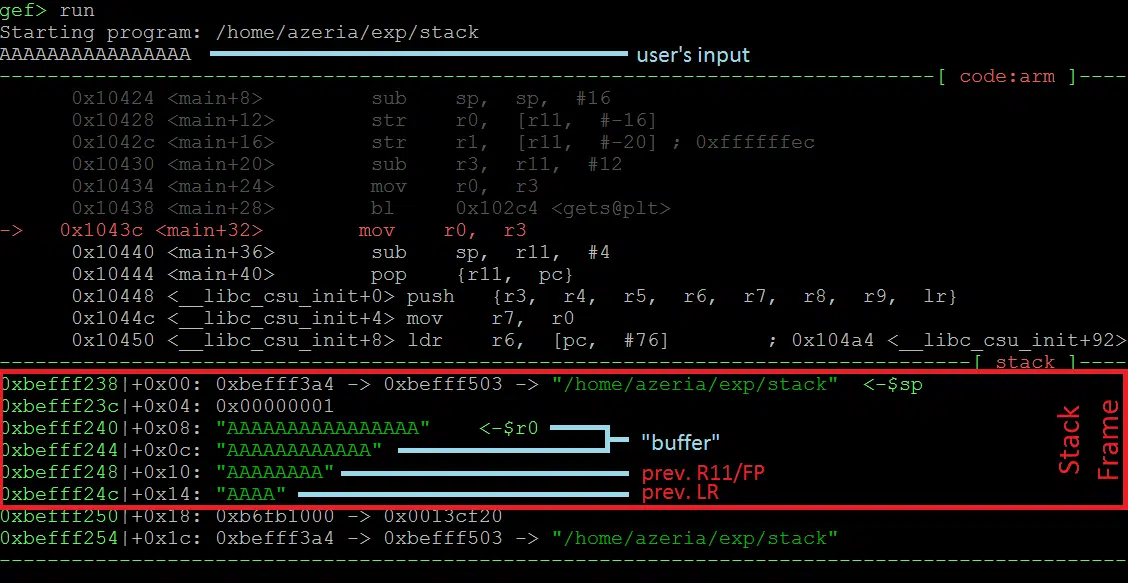 gef> run
Starting program: /home/azeria/exp/stack
AAAAAAAAAAAAAAAA user's input
[ code:arm ]
0x10424 <main+8> sub sp, sp, #16
0x10428 <main+12> str r0, [r11, #-16]
0x1042c <main+16> str r1, [r11, #-20] ; 0xffffffec
0x10430 <main+20> sub r3, r11, #12
0x10434 <main+24> mov r0, r3
0x10438 <main+28> bl 0x102c4 <gets@plt>
-> 0x1043c <main+32> mov r0, r3
0x10440 <main+36> sub sp, r11, #4
0x10444 <main+40> pop {r11, pc}
0x10448 <__libc_csu_init+0> push {r3, r4, r5, r6, r7, r8, r9, lr}
0x1044c <__libc_csu_init+4> mov r7, r0
0x10450 <__libc_csu_init+8> ldr r6, [pc, #76] ; 0x104a4 <__libc_csu_init+92>
[ stack ]
0xbefff238|+0x00: 0xbefff3a4 -> 0xbefff503 -> "/home/azeria/exp/stack" <-$sp
0xbefff23c|+0x04: 0x00000001
0xbefff240|+0x08: "AAAAAAAAAAAAAAAA" <-$r0
0xbefff244|+0x0c: "AAAAAAAAAAAA" "buffer"
0xbefff248|+0x10: "AAAAAAAA" prev. R11/FP
0xbefff24c|+0x14: "AAAA" prev. LR
Stack
Frame
0xbefff250|+0x18: 0xb6fb1000 -> 0x0013cf20
0xbefff254|+0x1c: 0xbefff3a4 -> 0xbefff503 -> "/home/azeria/exp/stack"